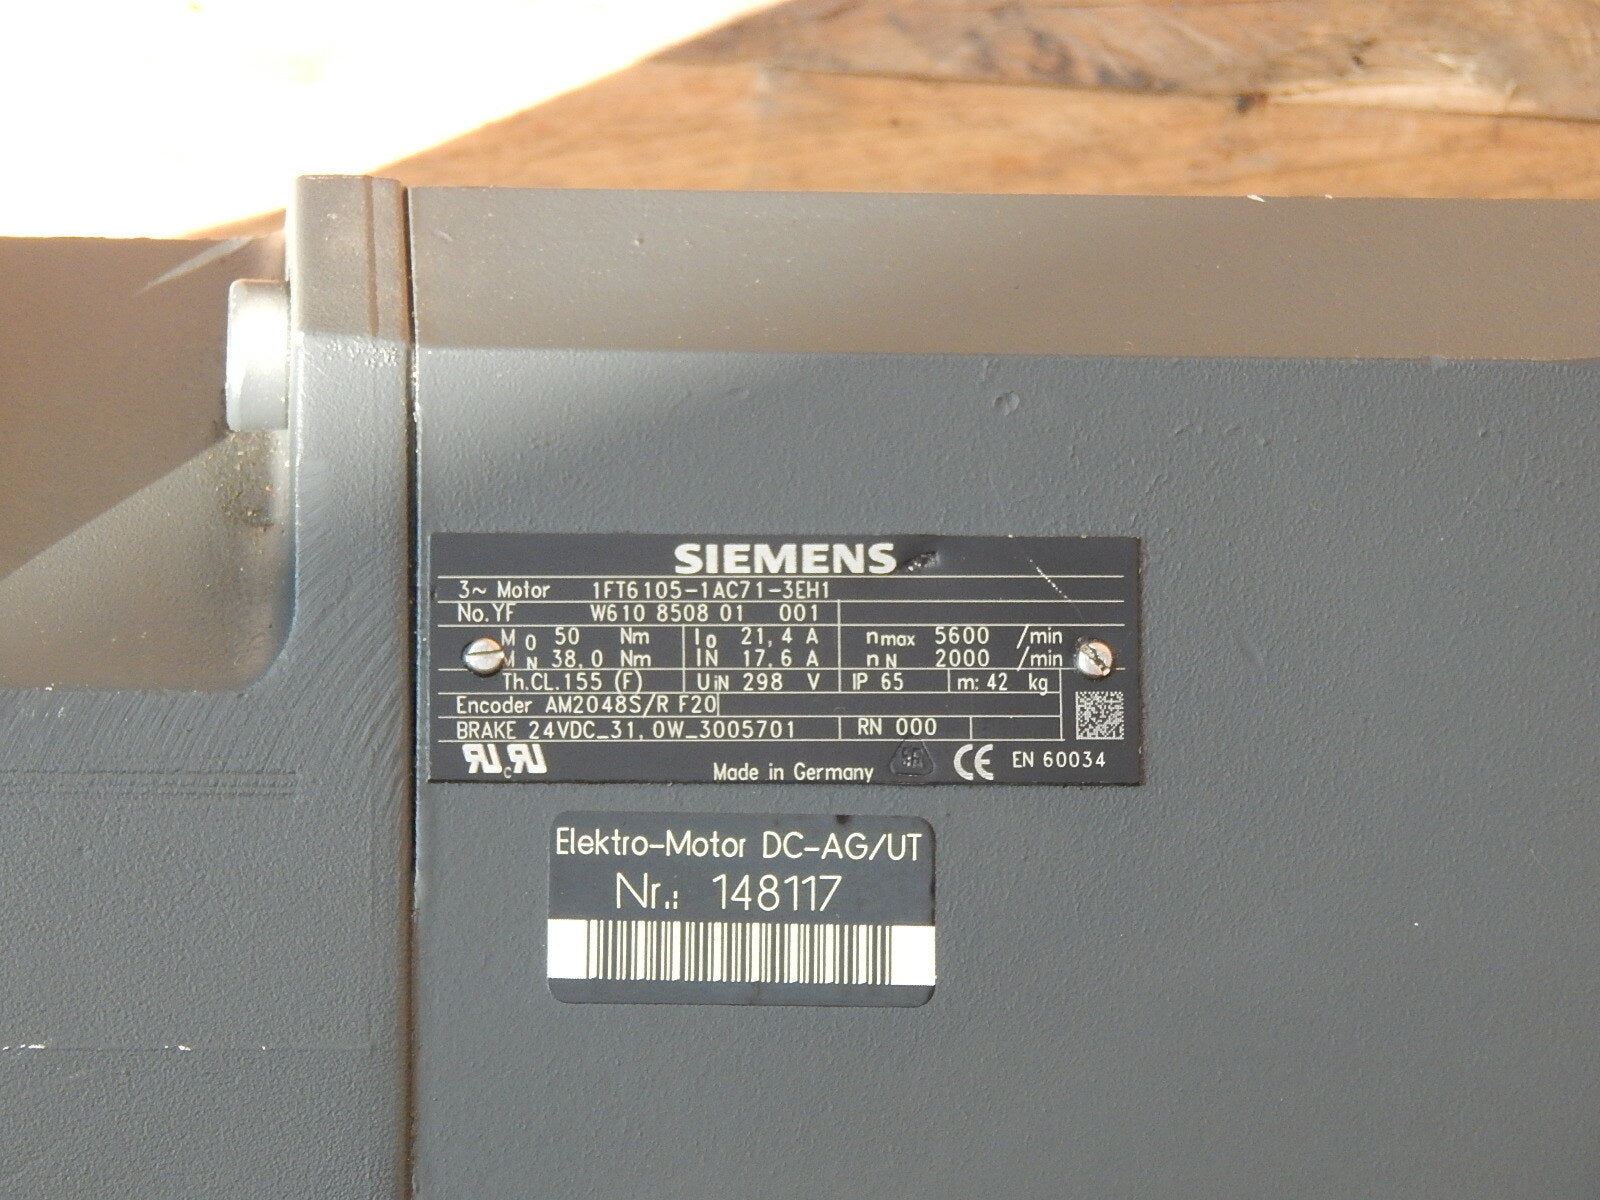 SIEMENS
3~ Motor 1FT6105-1AC71-3EH1
No.YF W610 8508 01 001
M0 50 Nm I0 21,4 A nmax 5600 /min
MN 38,0 Nm IN 17,6 A nN 2000 /min
Th.CL.155 (F) UiN 298 V IP 65 m: 42 kg
Encoder AM2048S/R F20
BRAKE 24VDC_31,0W_3005701 RN 000
Made in Germany CE EN 60034
Elektro-Motor DC-AG/UT
Nr.: 148117